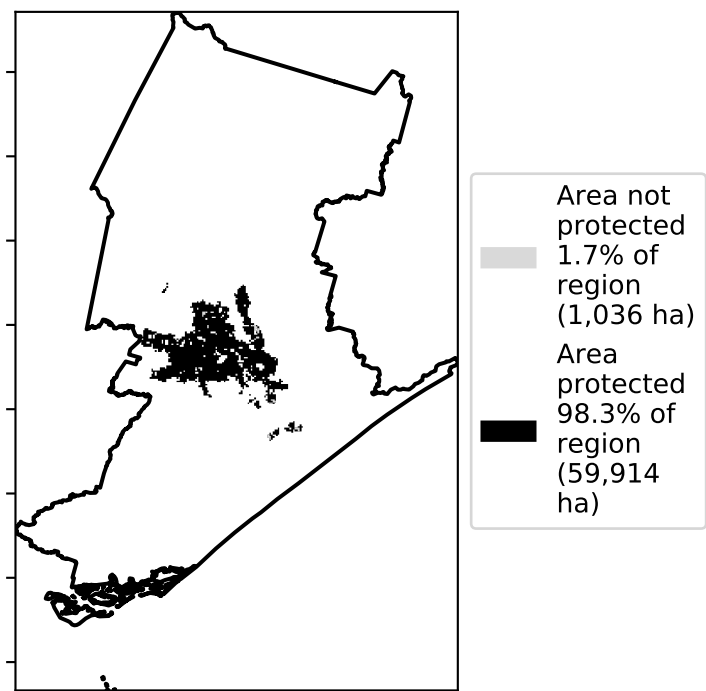 Area not
protected
1.7% of
region
(1,036 ha)
Area
protected
98.3% of
region
(59,914
ha)